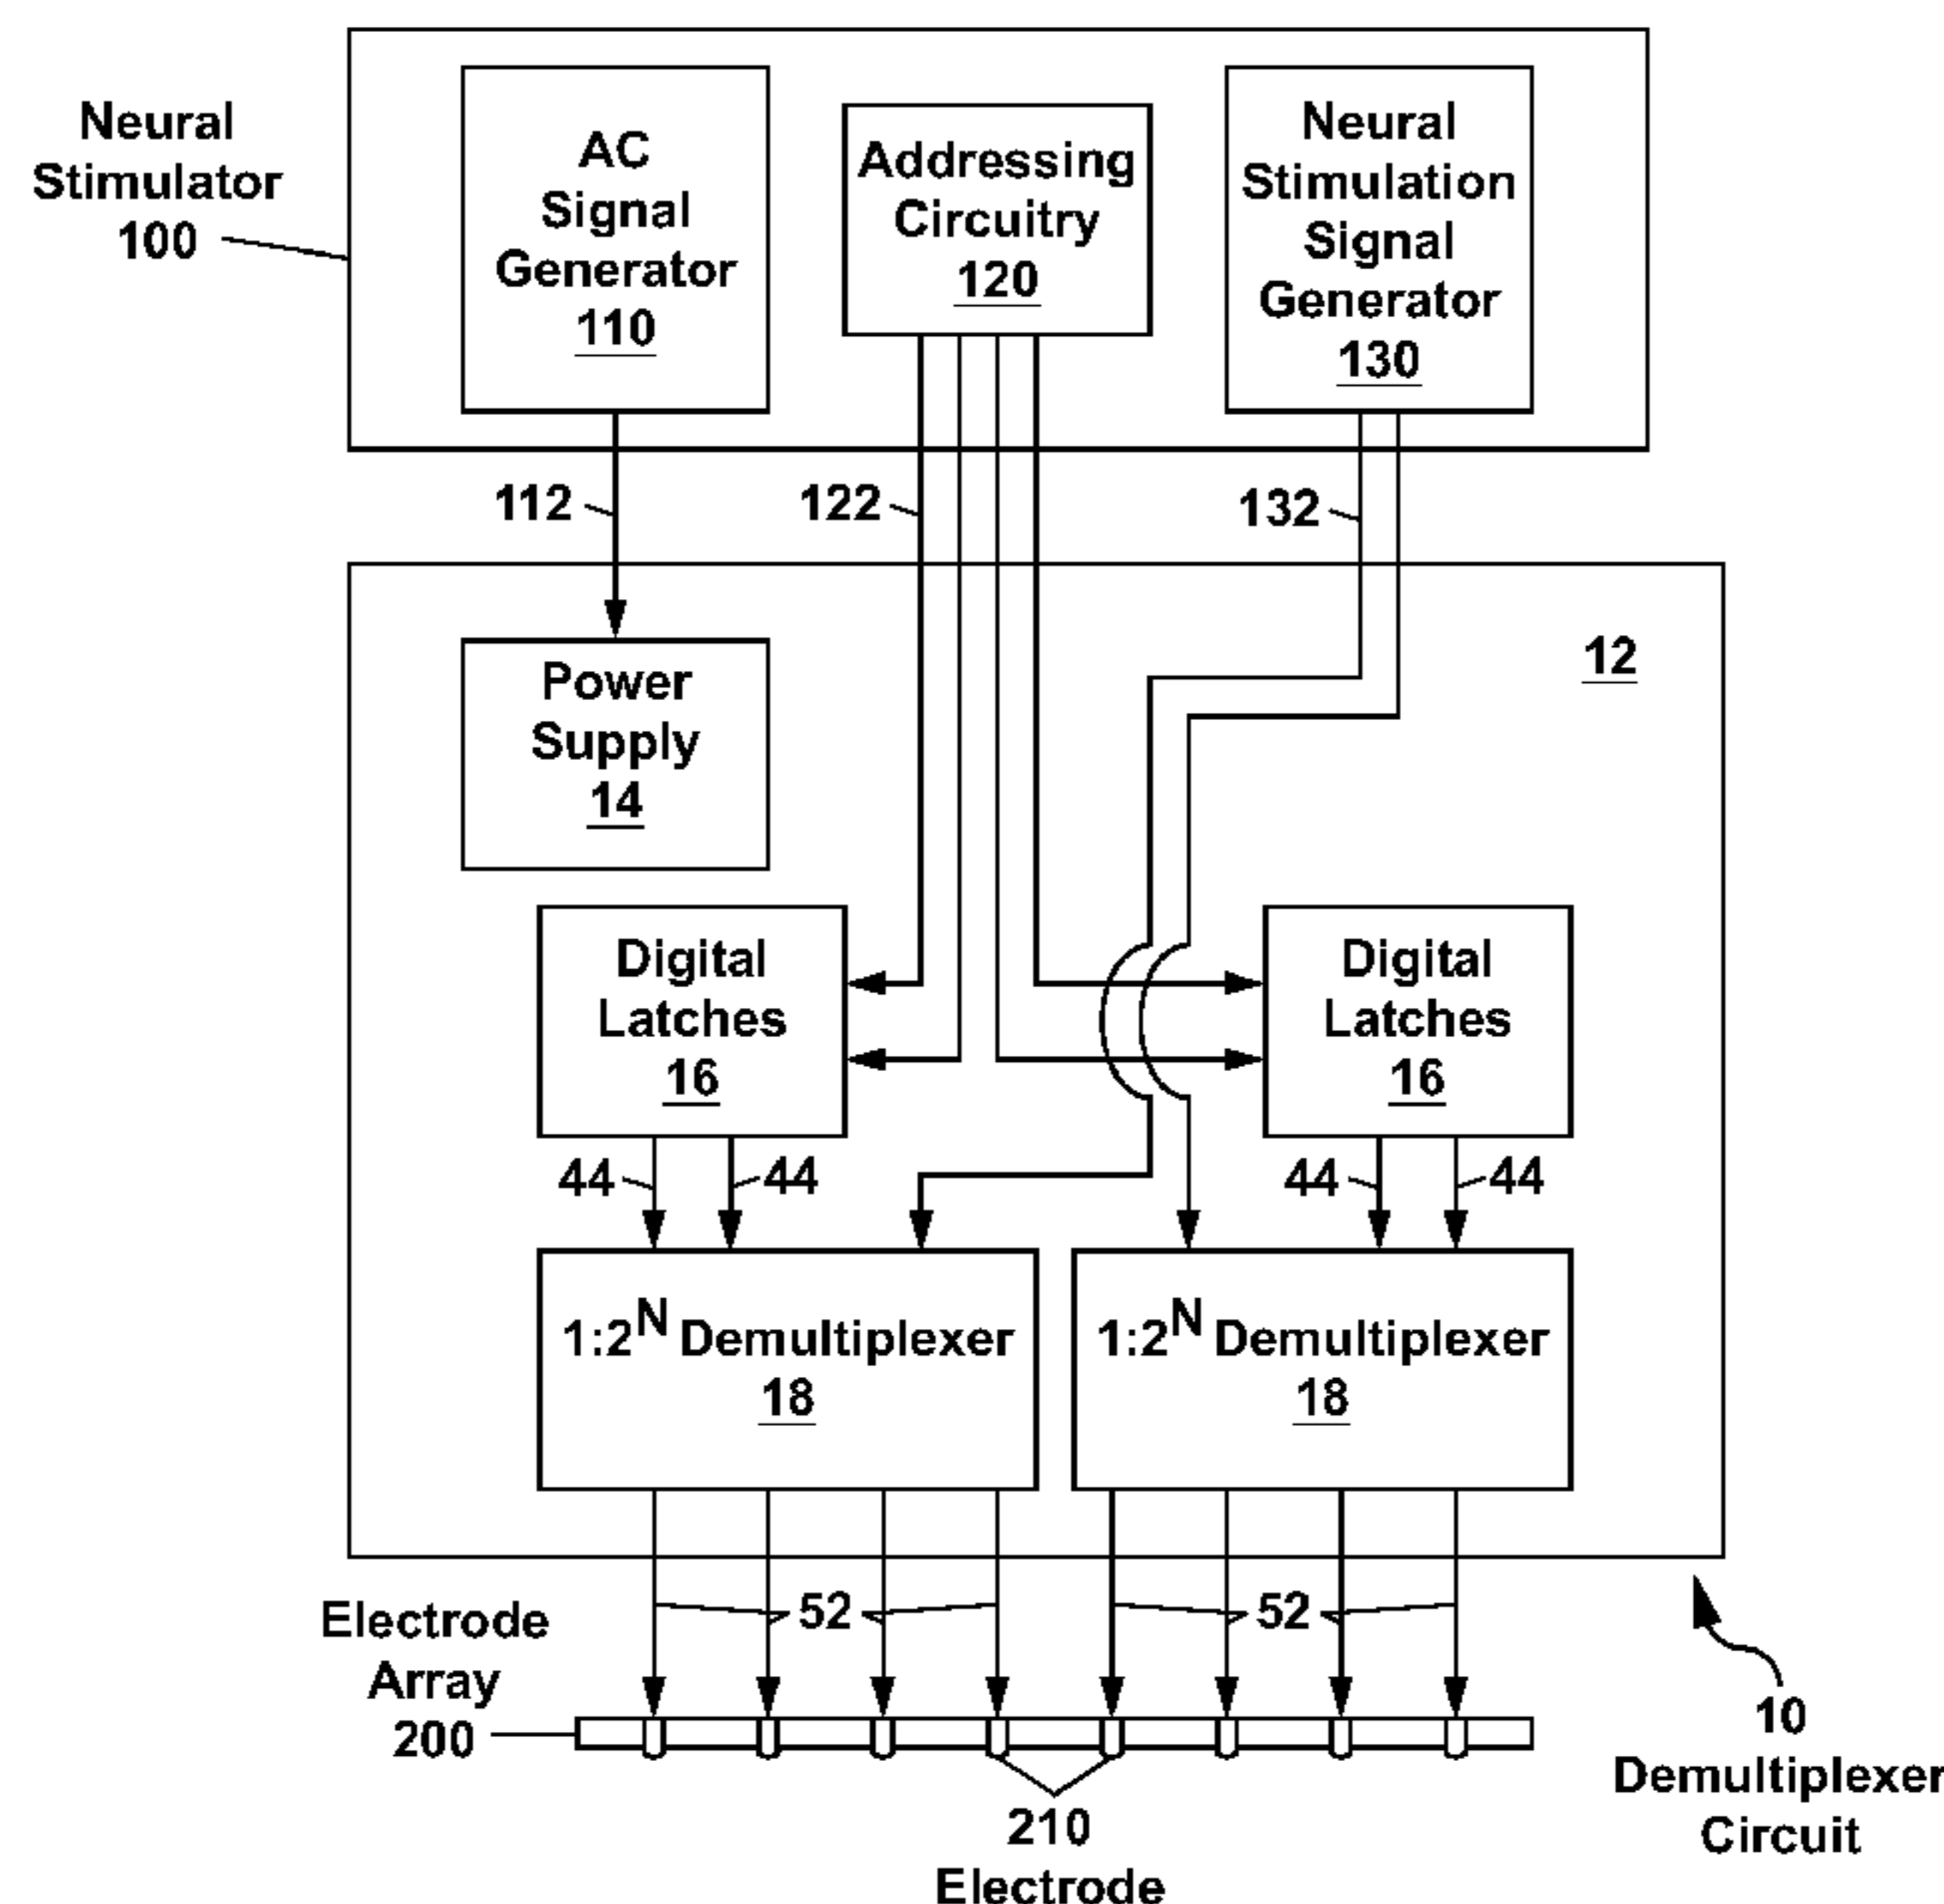 Neural
Stimulator
100
AC
Signal
Generator
110
Addressing
Circuitry
120
Neural
Stimulation
Signal
Generator
130
112
122
132
12
Power
Supply
14
Digital
Latches
16
Digital
Latches
16
44
44
44
44
1:2^N Demultiplexer
18
1:2^N Demultiplexer
18
52
52
Electrode
Array
200
210
Electrode
10
Demultiplexer
Circuit